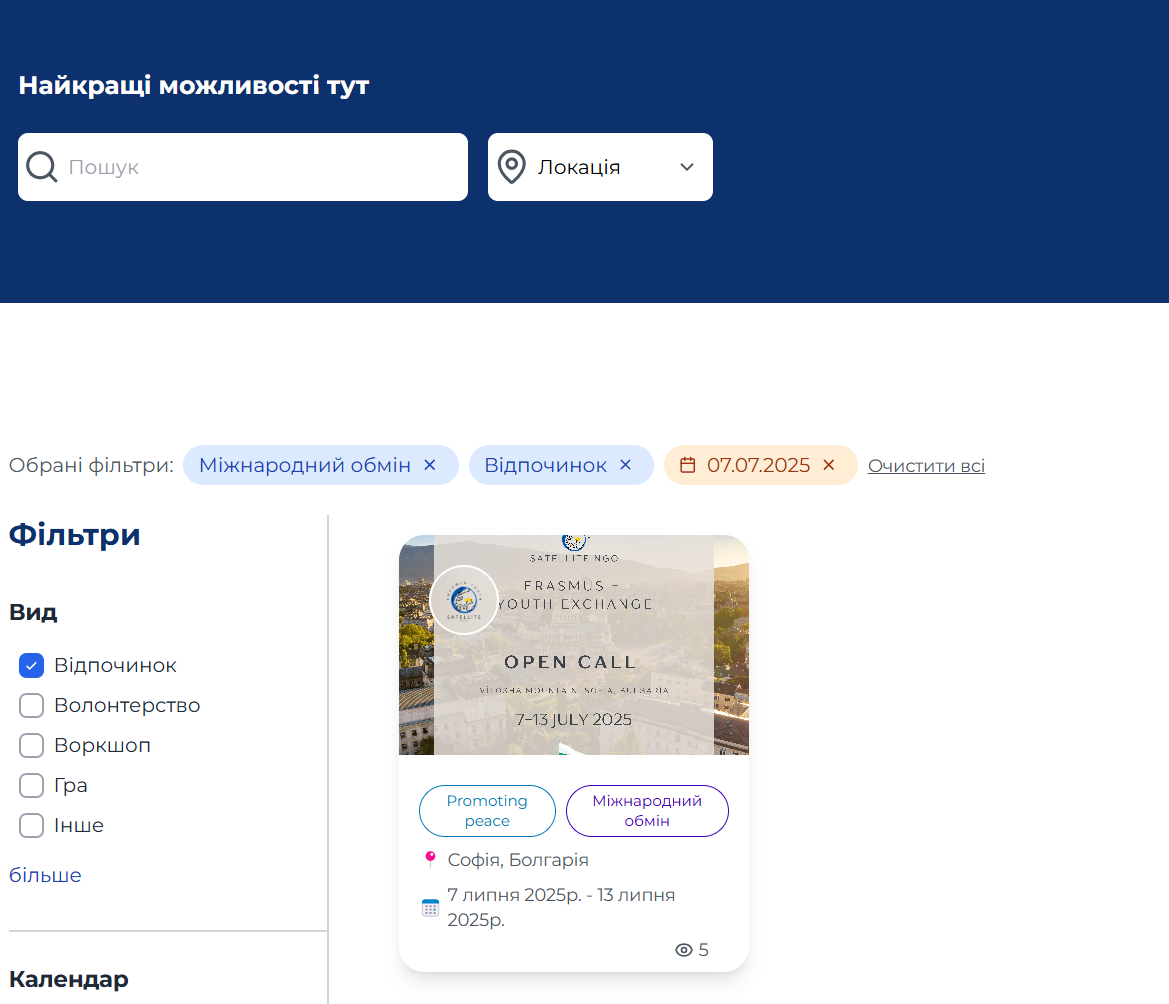 Найкращі можливості тут
Пошук
Локація
Обрані фільтри:
Міжнародний обмін ×
Відпочинок ×
07.07.2025 ×
Очистити всі
Фільтри
Вид
Відпочинок
Волонтерство
Воркшоп
Гра
Інше
більше
Календар
SATELLITE NGO
ERASMUS +
YOUTH EXCHANGE
SATELLITE
OPEN CALL
VITOSHA MOUNTAIN, SOFIA, BULGARIA
7–13 JULY 2025
Promoting
peace
Міжнародний
обмін
Софія, Болгарія
7 липня 2025р. - 13 липня
2025р.
5